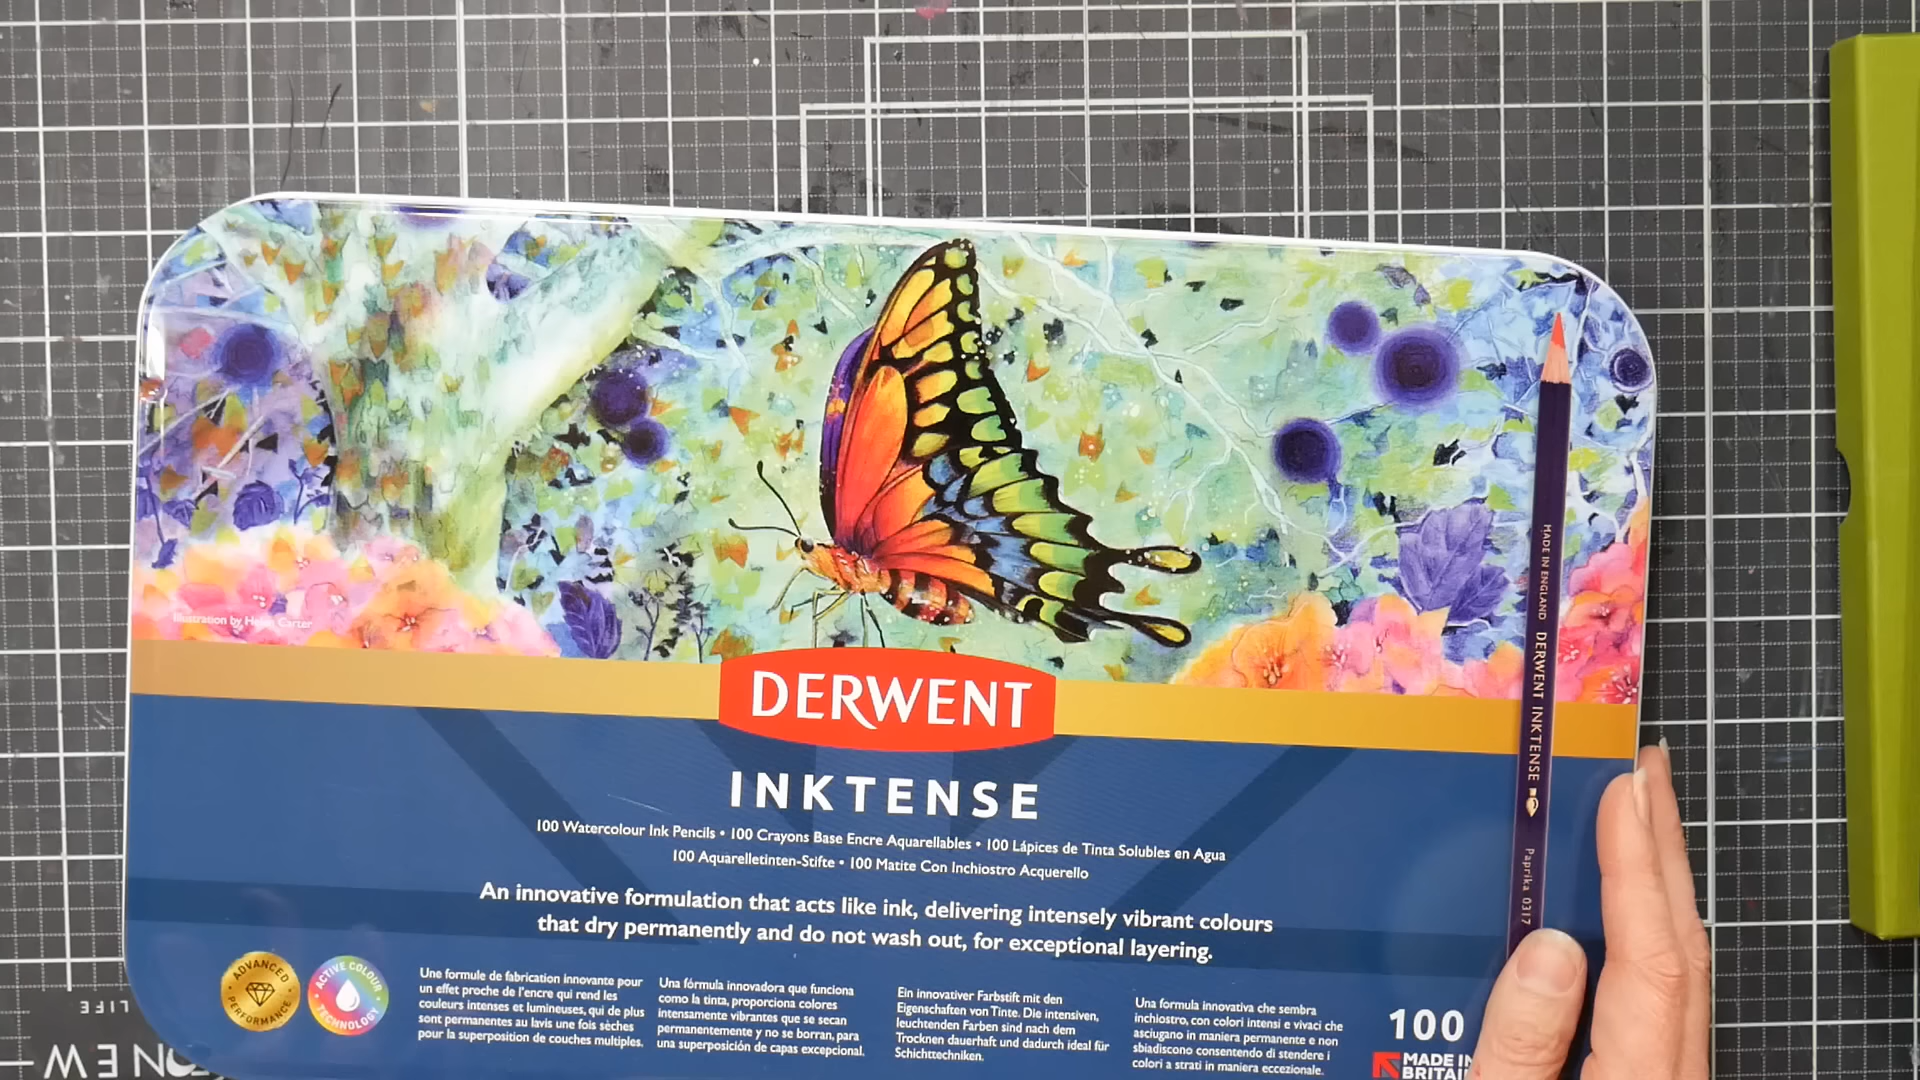 Illustration by Helen Carter
DERWENT
INKTENSE
100 Watercolour Ink Pencils • 100 Crayons Base Encre Aquarellables • 100 Lápices de Tinta Solubles en Agua
100 Aquarelletinten-Stifte • 100 Matite Con Inchiostro Acquerello
An innovative formulation that acts like ink, delivering intensely vibrant colours
that dry permanently and do not wash out, for exceptional layering.
ADVANCED
PERFORMANCE
ACTIVE COLOUR
TECHNOLOGY
Une formule de fabrication innovante pour
un effet proche de l'encre qui rend les
couleurs intenses et lumineuses, qui de plus
sont permanentes au lavis une fois sèches
pour la superposition de couches multiples.
Una fórmula innovadora que funciona
como la tinta, proporciona colores
intensamente vibrantes que se secan
permanentemente y no se borran, para
una superposición de capas excepcional.
Ein innovativer Farbstift mit den
Eigenschaften von Tinte. Die intensiven,
leuchtenden Farben sind nach dem
Trocknen dauerhaft und dadurch ideal für
Schichttechniken.
Una formula innovativa che sembra
inchiostro, con colori intensi e vivaci che
asciugano in maniera permanente e non
sbiadiscono consentendo di stendere i
colori a strati in maniera eccezionale.
100
MADE IN
BRITAIN
MADE IN ENGLAND DERWENT INKTENSE Paprika 0317
LIFE
NEW